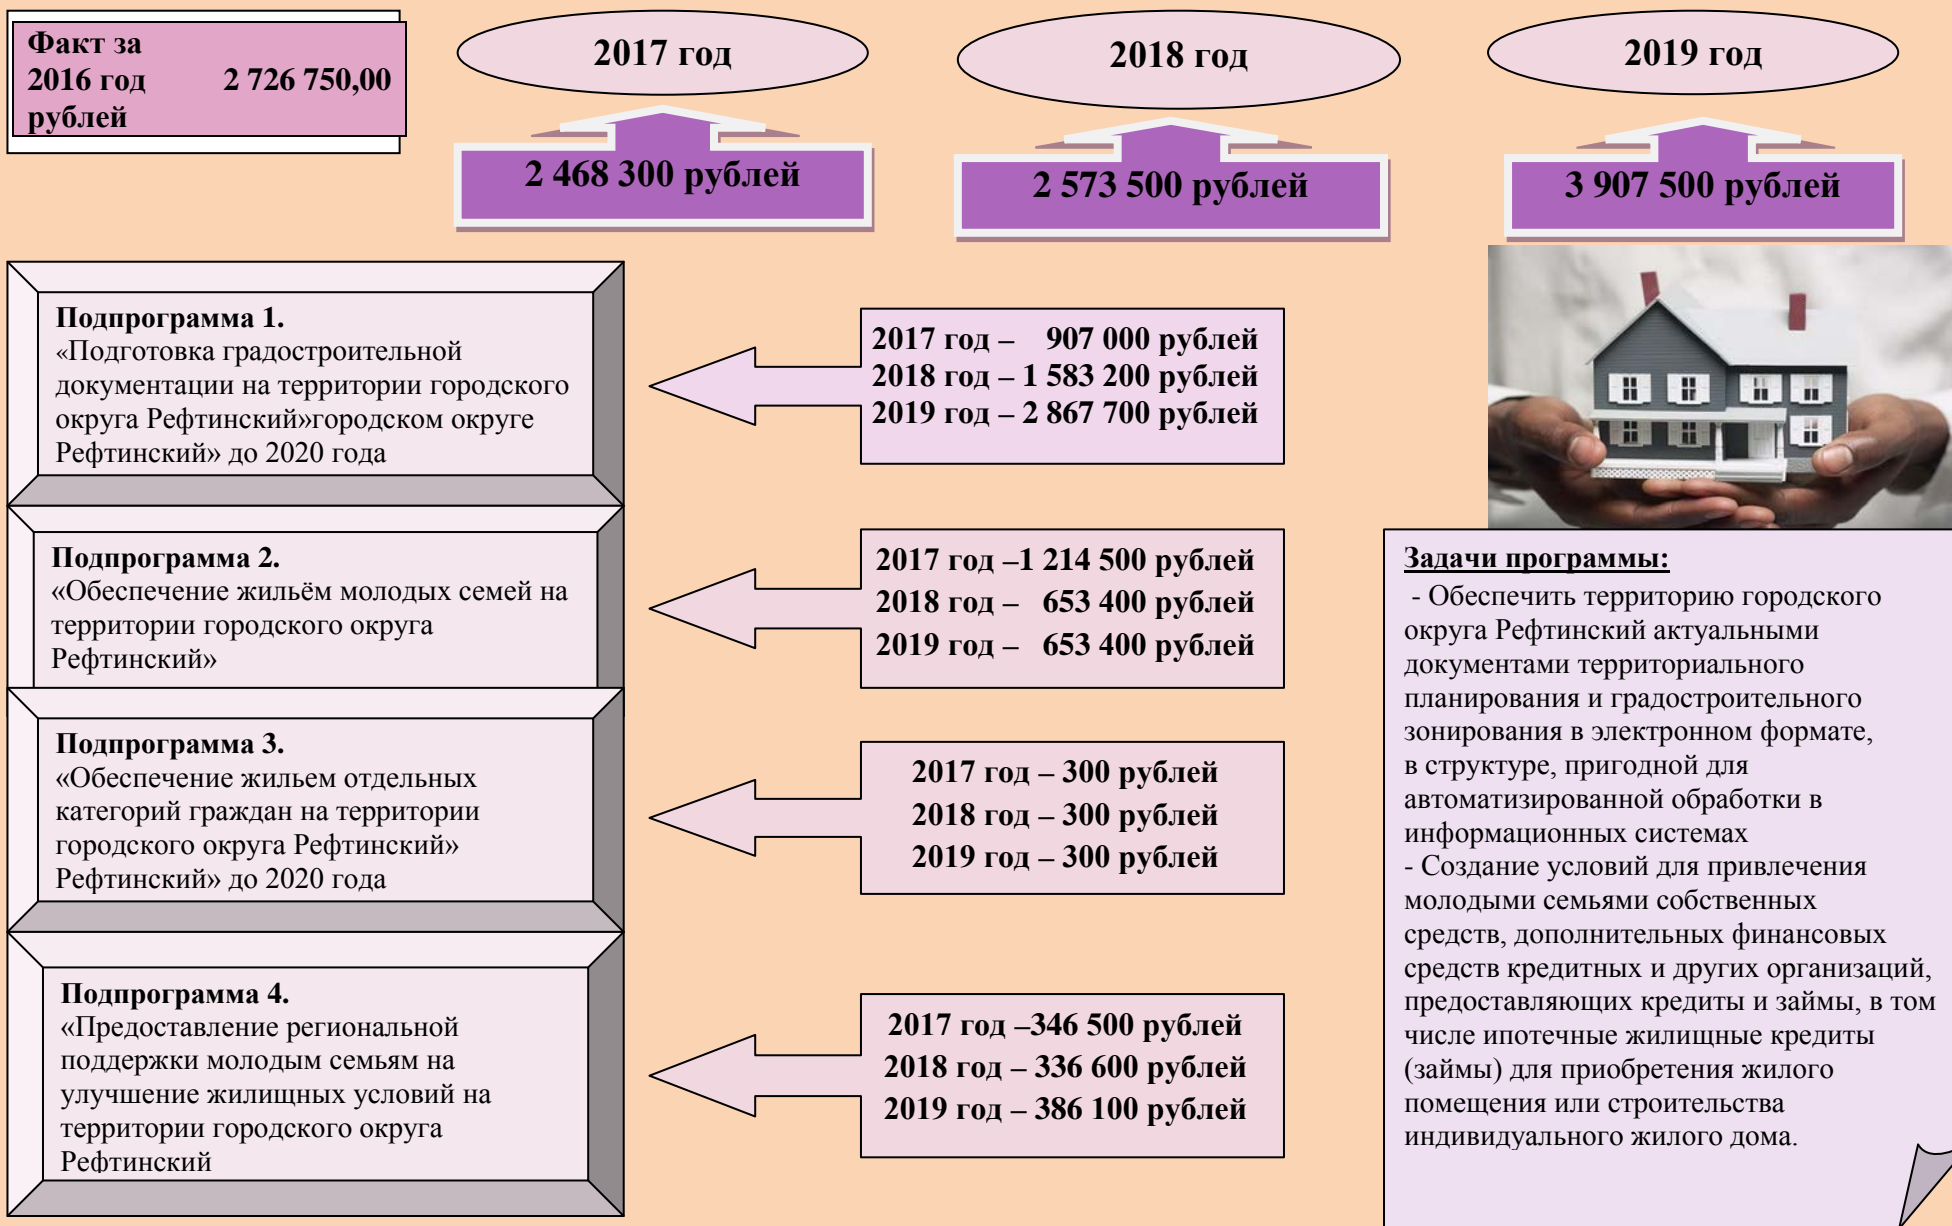 Факт за
2016 год 2 726 750,00
рублей
2017 год
2018 год
2019 год
2 468 300 рублей
2 573 500 рублей
3 907 500 рублей
Подпрограмма 1.
«Подготовка градостроительной
документации на территории городского
округа Рефтинский»городском округе
Рефтинский» до 2020 года
2017 год – 907 000 рублей
2018 год – 1 583 200 рублей
2019 год – 2 867 700 рублей
Подпрограмма 2.
«Обеспечение жильём молодых семей на
территории городского округа
Рефтинский»
2017 год –1 214 500 рублей
2018 год – 653 400 рублей
2019 год – 653 400 рублей
Подпрограмма 3.
«Обеспечение жильем отдельных
категорий граждан на территории
городского округа Рефтинский»
Рефтинский» до 2020 года
2017 год – 300 рублей
2018 год – 300 рублей
2019 год – 300 рублей
Подпрограмма 4.
«Предоставление региональной
поддержки молодым семьям на
улучшение жилищных условий на
территории городского округа
Рефтинский
2017 год –346 500 рублей
2018 год – 336 600 рублей
2019 год – 386 100 рублей
Задачи программы:
- Обеспечить территорию городского
округа Рефтинский актуальными
документами территориального
планирования и градостроительного
зонирования в электронном формате,
в структуре, пригодной для
автоматизированной обработки в
информационных системах
- Создание условий для привлечения
молодыми семьями собственных
средств, дополнительных финансовых
средств кредитных и других организаций,
предоставляющих кредиты и займы, в том
числе ипотечные жилищные кредиты
(займы) для приобретения жилого
помещения или строительства
индивидуального жилого дома.